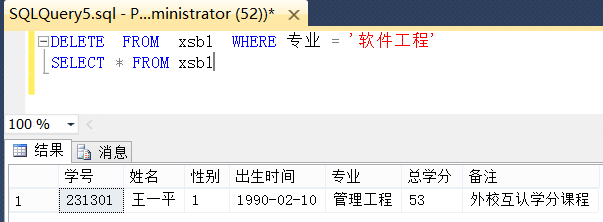 SQLQuery5.sql - P...ministrator (52))*
DELETE FROM xsb1 WHERE 专业 = '软件工程'
SELECT * FROM xsb1
100 %
结果 消息
学号 姓名 性别 出生时间 专业 总学分 备注
1 231301 王一平 1 1990-02-10 管理工程 53 外校互认学分课程